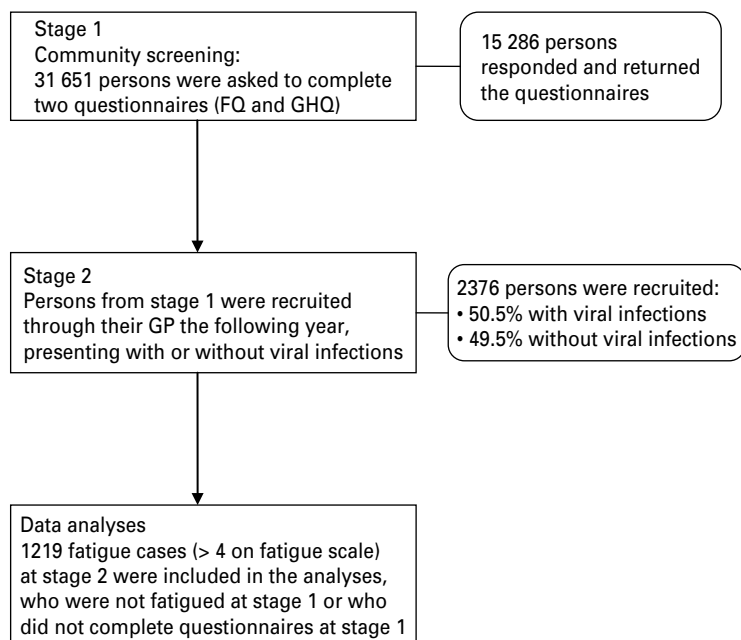 Stage 1
Community screening:
31 651 persons were asked to complete
two questionnaires (FQ and GHQ)
15 286 persons
responded and returned
the questionnaires
Stage 2
Persons from stage 1 were recruited
through their GP the following year,
presenting with or without viral infections
2376 persons were recruited:
• 50.5% with viral infections
• 49.5% without viral infections
Data analyses
1219 fatigue cases (> 4 on fatigue scale)
at stage 2 were included in the analyses,
who were not fatigued at stage 1 or who
did not complete questionnaires at stage 1